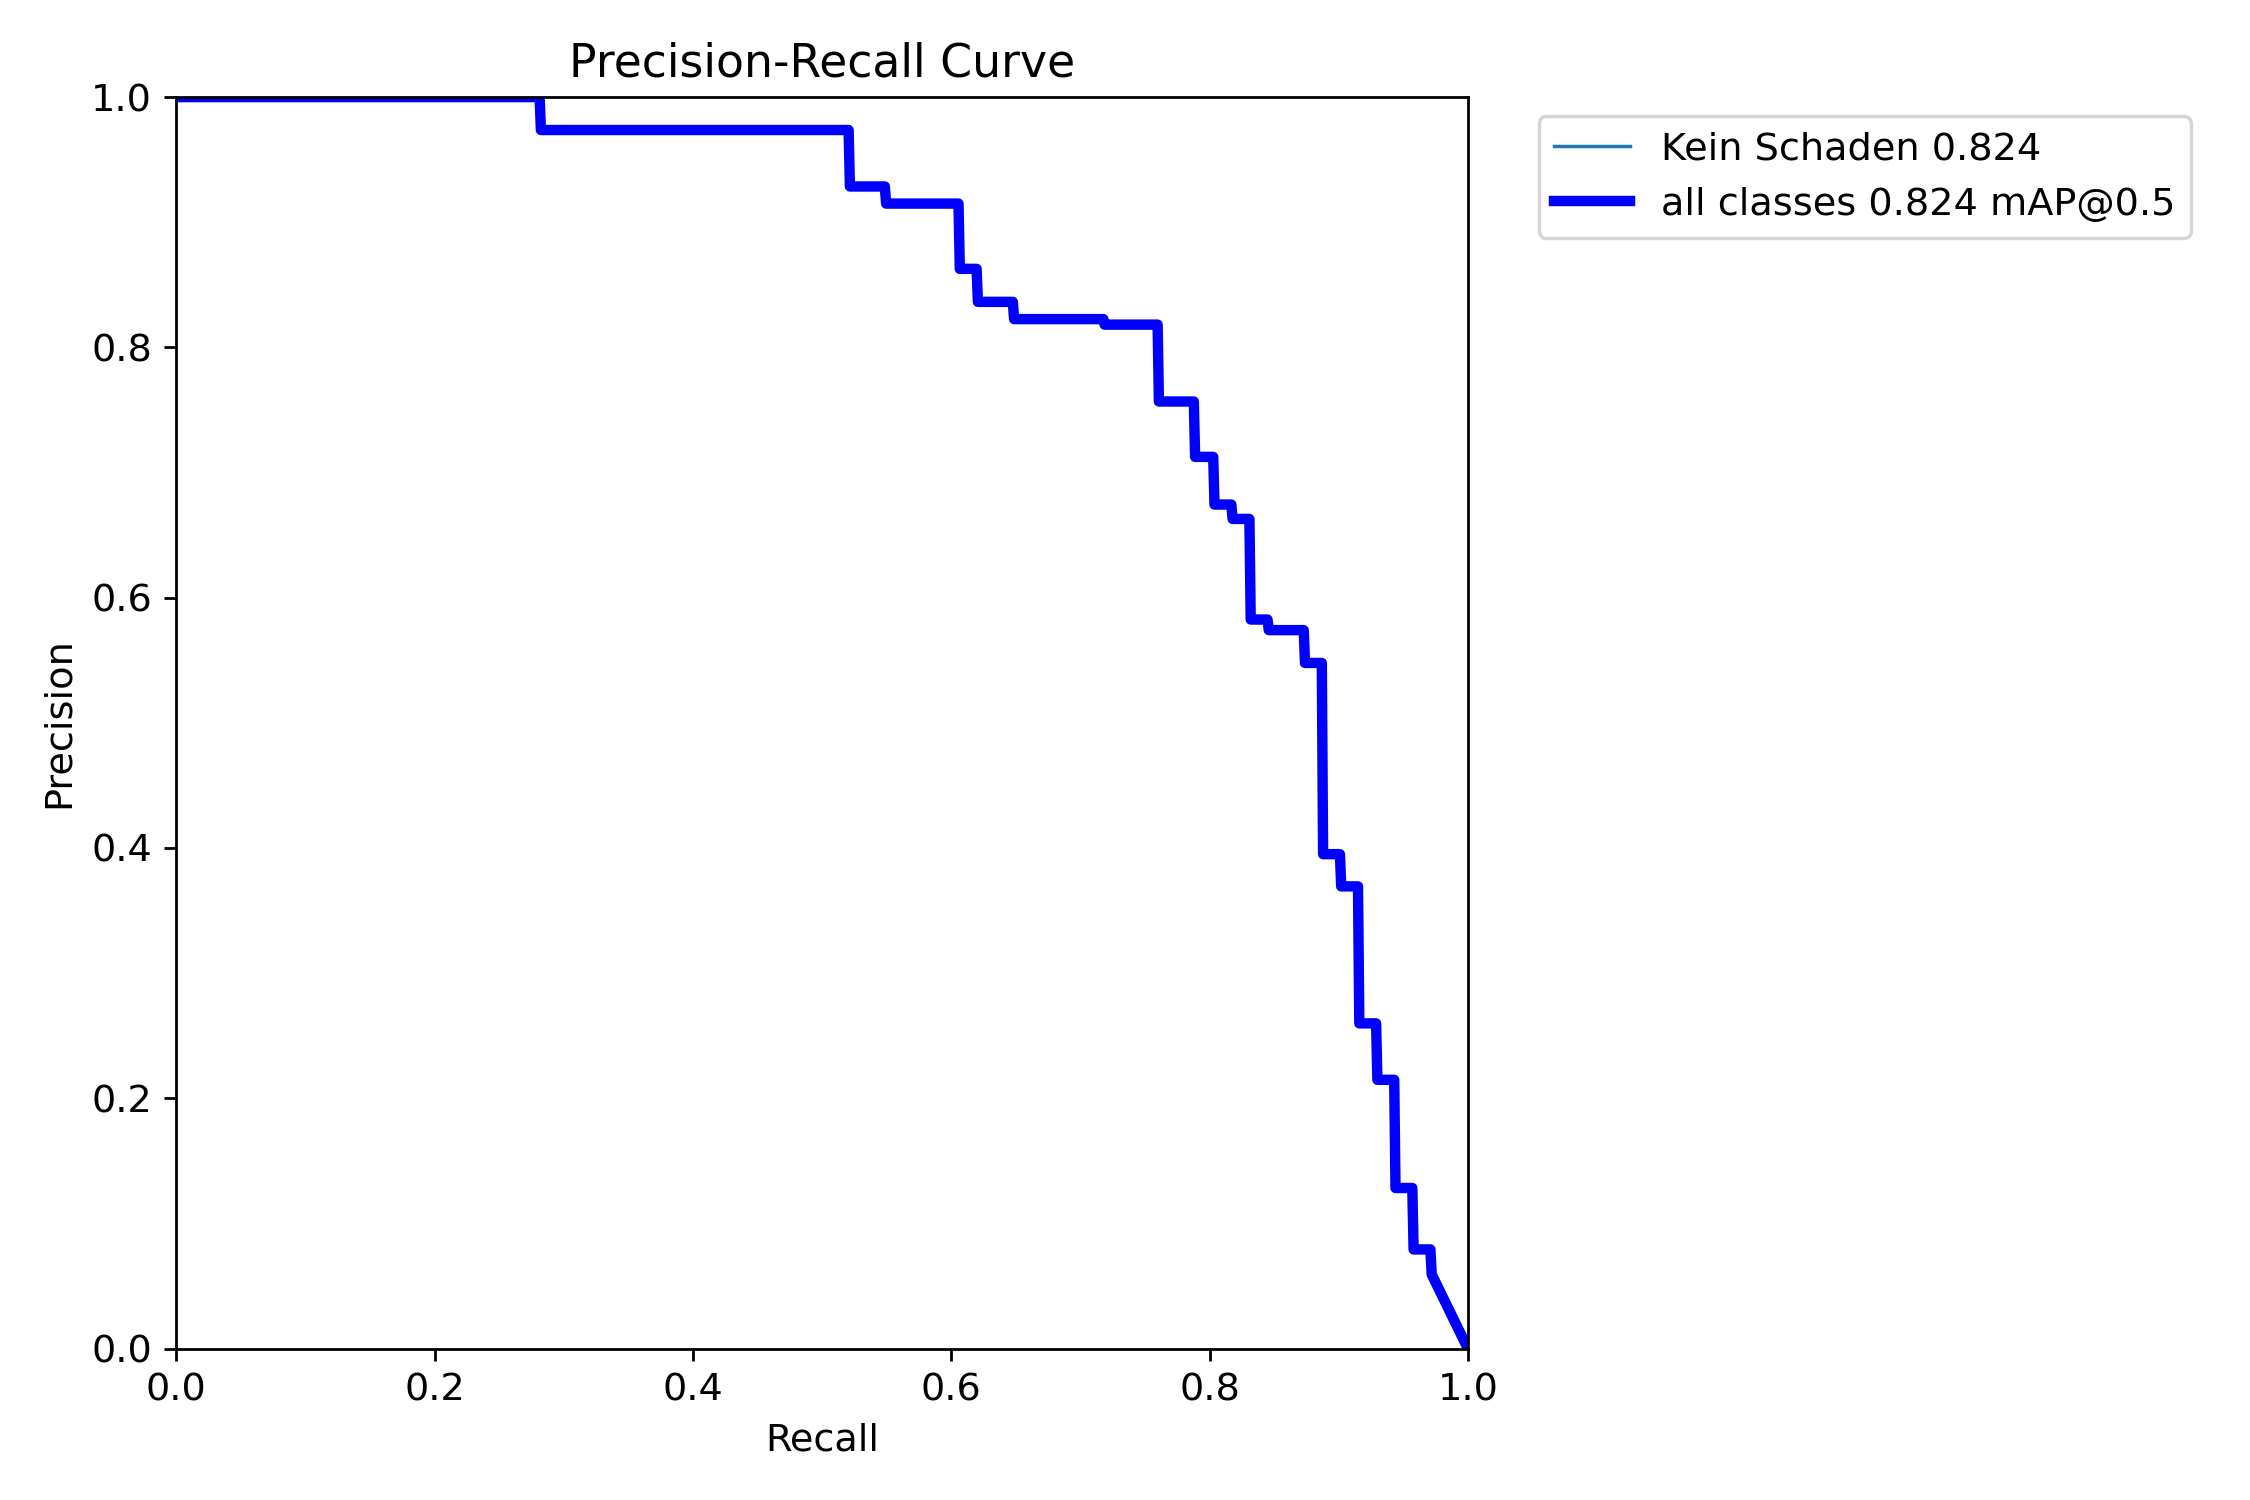 Precision-Recall Curve
Kein Schaden 0.824
all classes 0.824 mAP@0.5
Precision
1.0
0.8
0.6
0.4
0.2
0.0
0.0 0.2 0.4 0.6 0.8 1.0
Recall